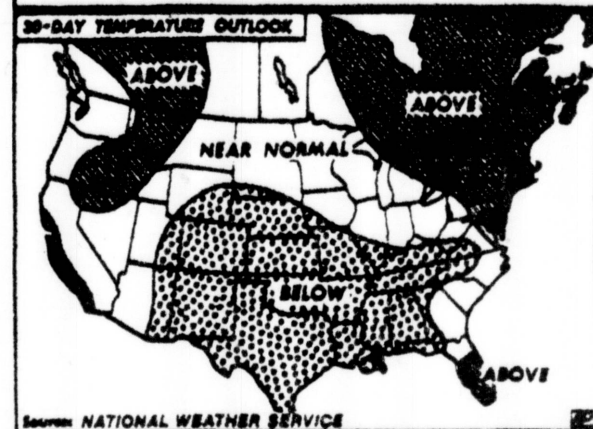 30-DAY TEMPERATURE OUTLOOK
ABOVE
ABOVE
NEAR NORMAL
BELOW
ABOVE
Source: NATIONAL WEATHER SERVICE